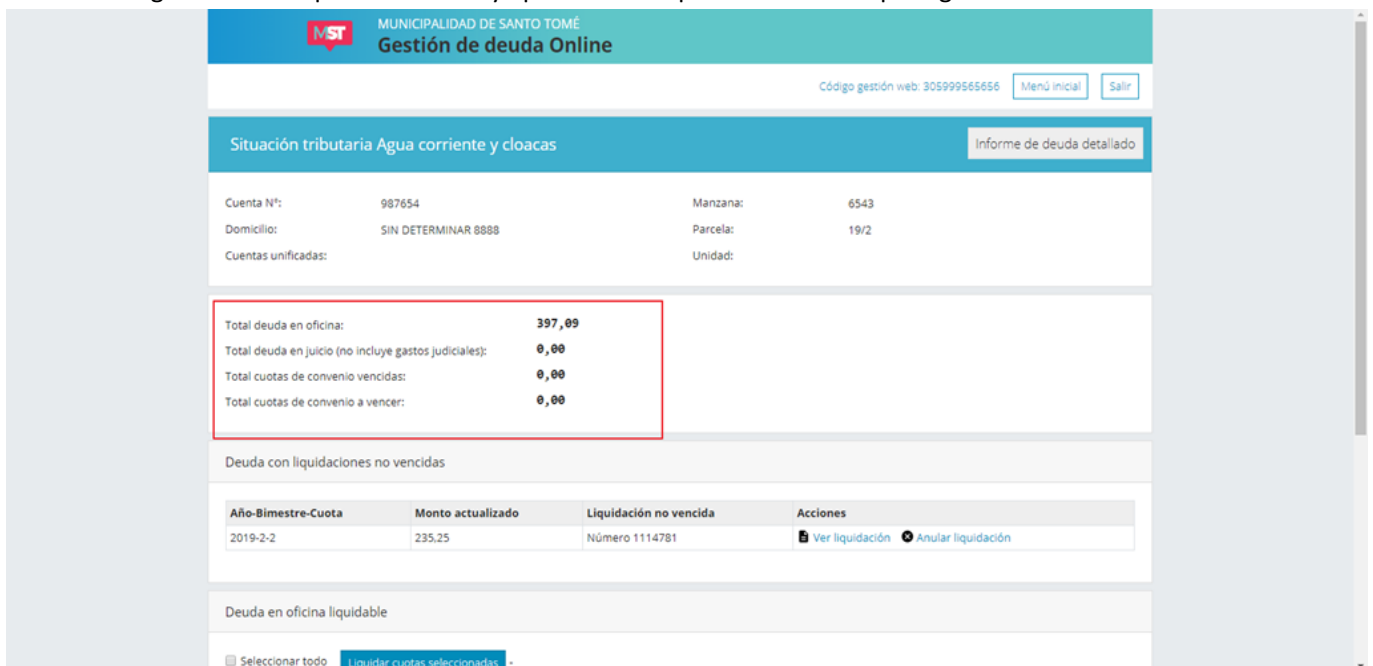 MST
MUNICIPALIDAD DE SANTO TOMÉ
Gestión de deuda Online
Código gestión web: 305999565656 Menú inicial Salir
Situación tributaria Agua corriente y cloacas Informe de deuda detallado
Cuenta Nº: 987654 Manzana: 6543
Domicilio: SIN DETERMINAR 8888 Parcela: 19/2
Cuentas unificadas: Unidad:
Total deuda en oficina: 397,09
Total deuda en juicio (no incluye gastos judiciales): 0,00
Total cuotas de convenio vencidas: 0,00
Total cuotas de convenio a vencer: 0,00
Deuda con liquidaciones no vencidas
Año-Bimestre-Cuota Monto actualizado Liquidación no vencida Acciones
2019-2-2 235,25 Número 1114781 Ver liquidación Anular liquidación
Deuda en oficina liquidable
Seleccionar todo Liquidar cuotas seleccionadas